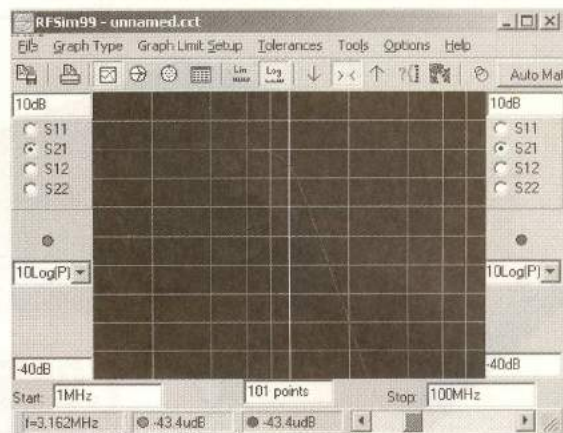 RFSim99 - unnamed.cct
File Graph Type Graph Limit Setup Tolerances Tools Options Help
Lin Log Auto Mat
10dB 10dB
S11 S11
S21 S21
S12 S12
S22 S22
10Log(P) 10Log(P)
-40dB -40dB
Start: 1MHz 101 points Stop: 100MHz
f=3.162MHz -43.4udB -43.4udB